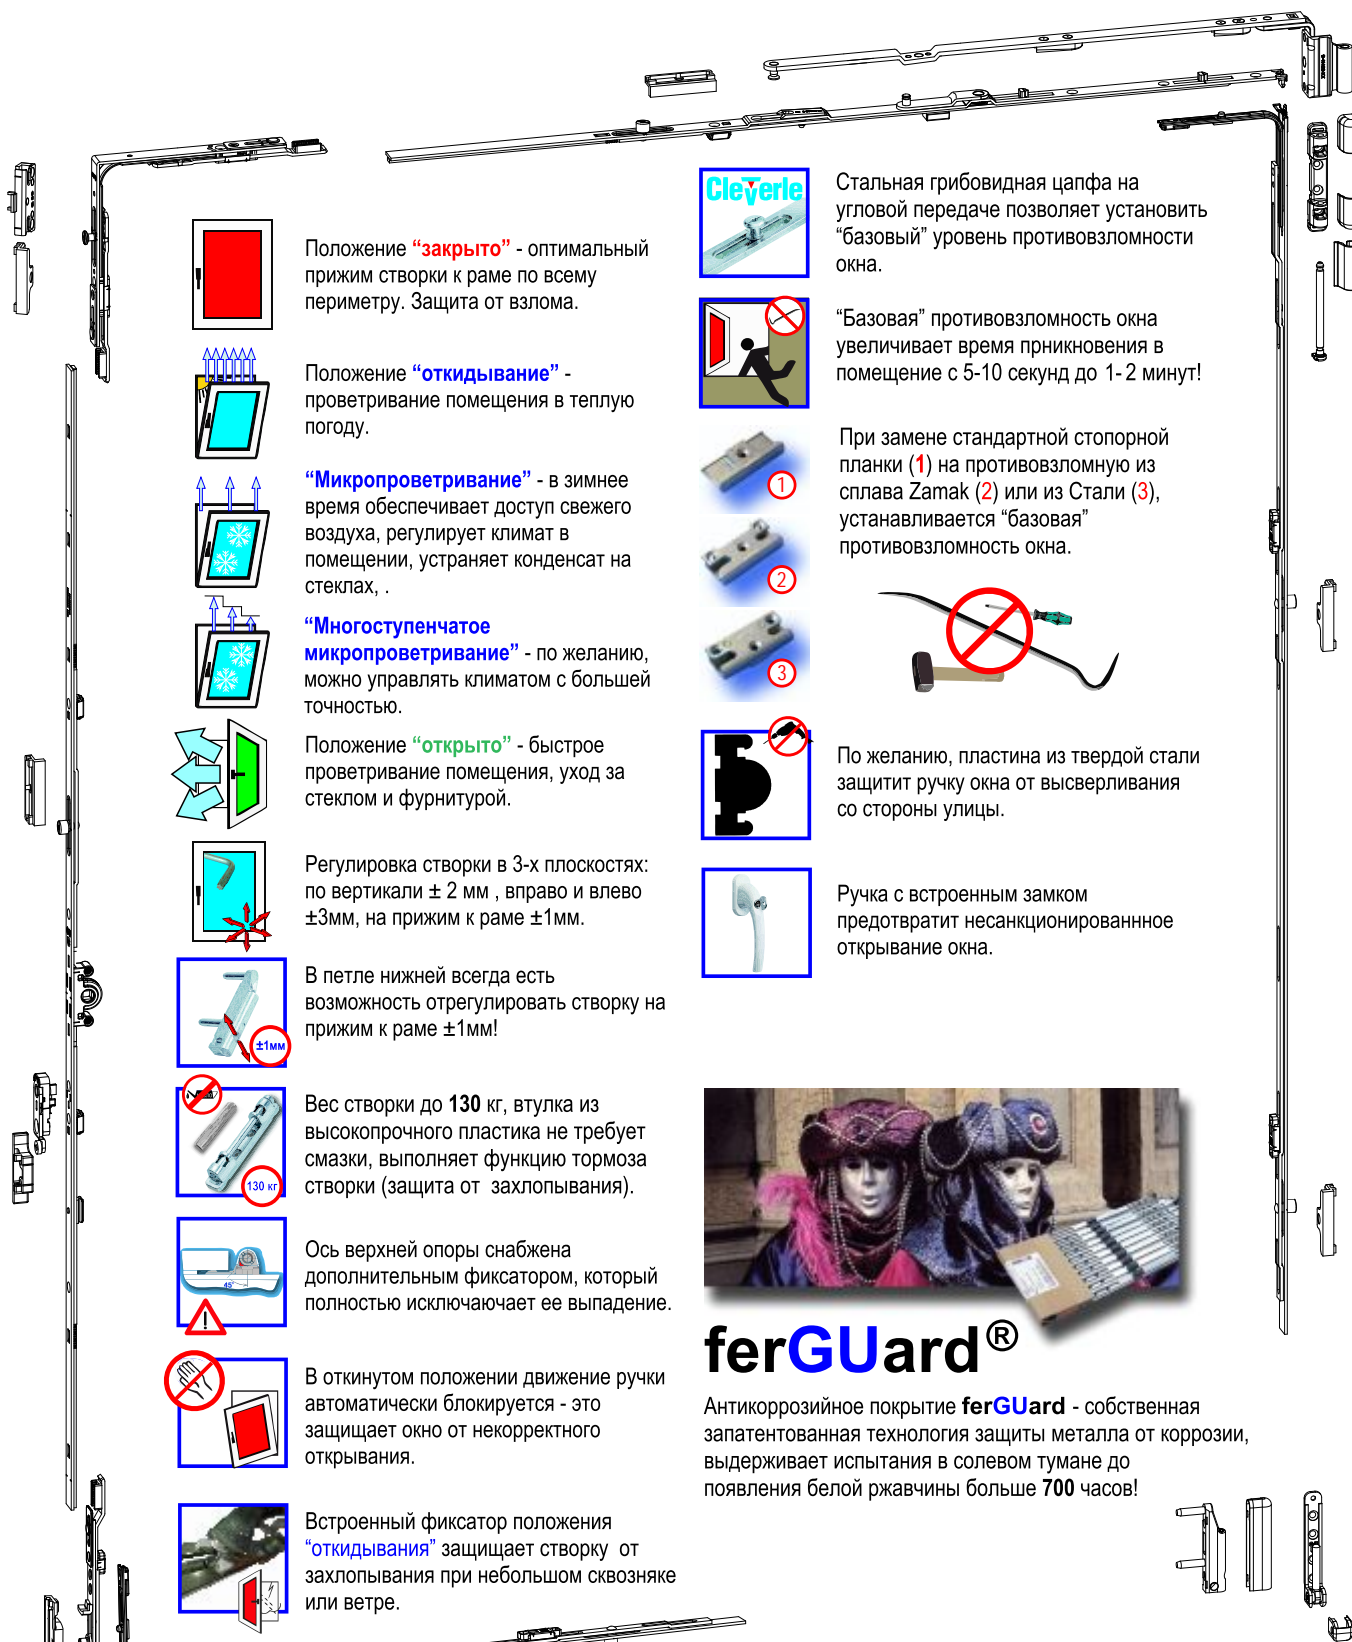 Положение “закрыто” - оптимальный
прижим створки к раме по всему
периметру. Защита от взлома.
Положение “откидывание” -
проветривание помещения в теплую
погоду.
“Микропроветривание” - в зимнее
время обеспечивает доступ свежего
воздуха, регулирует климат в
помещении, устраняет конденсат на
стеклах, .
“Многоступенчатое
микропроветривание” - по желанию,
можно управлять климатом с большей
точностью.
Положение “открыто” - быстрое
проветривание помещения, уход за
стеклом и фурнитурой.
Регулировка створки в 3-х плоскостях:
по вертикали ± 2 мм , вправо и влево
±3мм, на прижим к раме ±1мм.
В петле нижней всегда есть
возможность отрегулировать створку на
прижим к раме ±1мм!
±1мм
Вес створки до 130 кг, втулка из
высокопрочного пластика не требует
смазки, выполняет функцию тормоза
створки (защита от захлопывания).
130 кг
Ось верхней опоры снабжена
дополнительным фиксатором, который
полностью исключаючает ее выпадение.
45°
!
В откинутом положении движение ручки
автоматически блокируется - это
защищает окно от некорректного
открывания.
Встроенный фиксатор положения
“откидывания” защищает створку от
захлопывания при небольшом сквозняке
или ветре.
Cleverle
Стальная грибовидная цапфа на
угловой передаче позволяет установить
“базовый” уровень противовзломности
окна.
“Базовая” противовзломность окна
увеличивает время прникновения в
помещение с 5-10 секунд до 1- 2 минут!
При замене стандартной стопорной
планки (1) на противовзломную из
сплава Zamak (2) или из Стали (3),
устанавливается “базовая”
противовзломность окна.
1
2
3
По желанию, пластина из твердой стали
защитит ручку окна от высверливания
со стороны улицы.
Ручка с встроенным замком
предотвратит несанкционированнное
открывание окна.
ferGUard®
Антикоррозийное покрытие ferGUard - собственная
запатентованная технология защиты металла от коррозии,
выдерживает испытания в солевом тумане до
появления белой ржавчины больше 700 часов!